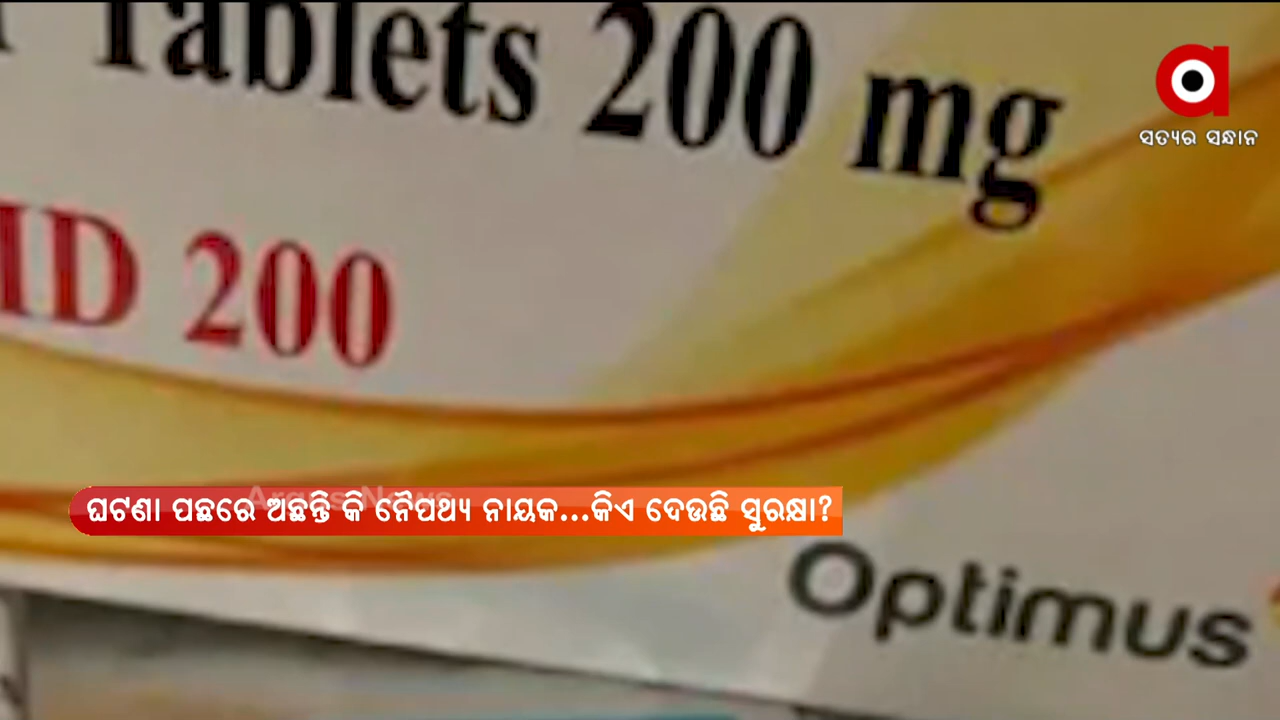 Tablets 200 mg
ସତ୍ୟର ସନ୍ଧାନ
200
ଘଟଣା ପଛରେ ଅଛନ୍ତି କି ନୈପଥ୍ୟ ନାୟକ...କିଏ ଦେଉଛି ସୁରକ୍ଷା?
Optimus